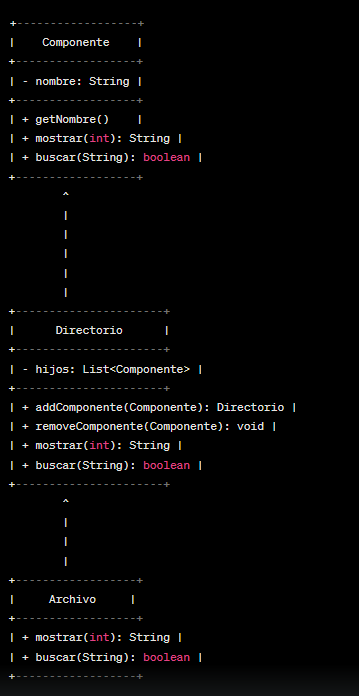 +------------------+
|    Componente    |
+------------------+
| - nombre: String |
+------------------+
| + getNombre()    |
| + mostrar(int): String |
| + buscar(String): boolean |
+------------------+
        ^
        |
        |
        |
        |
        |
+----------------------+
|      Directorio      |
+----------------------+
| - hijos: List<Componente> |
+----------------------+
| + addComponente(Componente): Directorio |
| + removeComponente(Componente): void |
| + mostrar(int): String |
| + buscar(String): boolean |
+----------------------+
        ^
        |
        |
        |
+------------------+
|     Archivo     |
+------------------+
| + mostrar(int): String |
| + buscar(String): boolean |
+------------------+